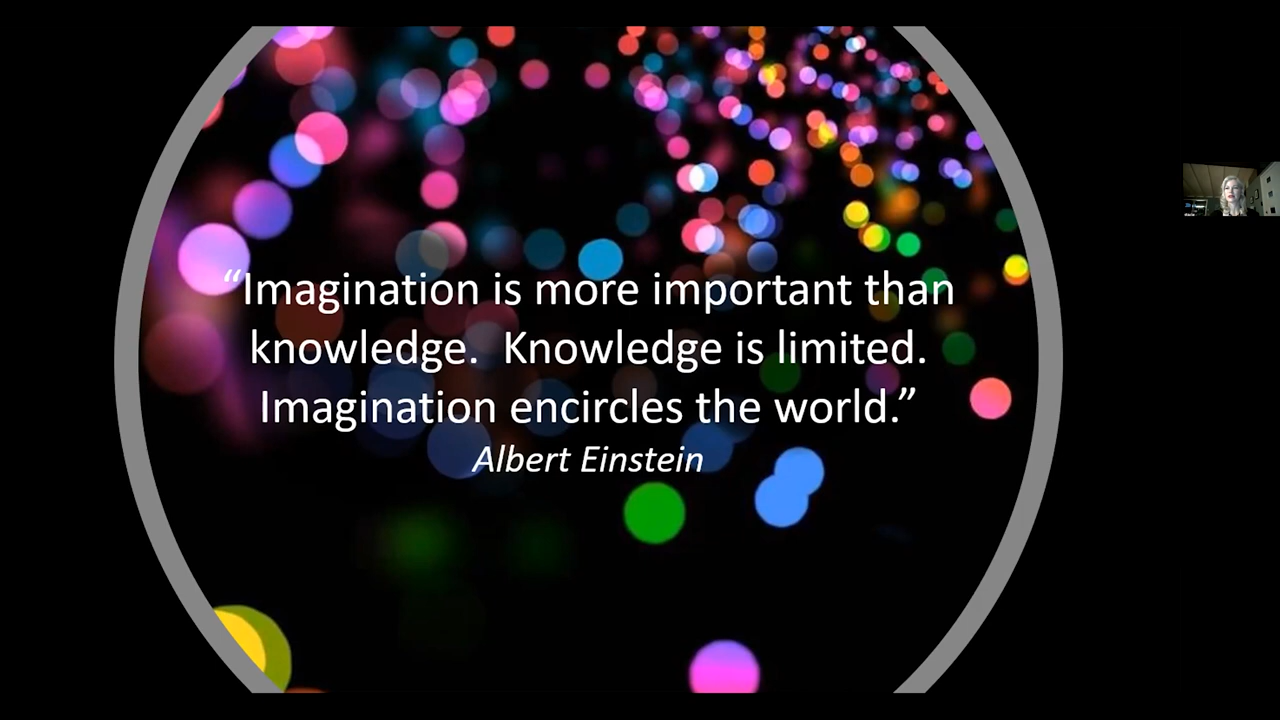 “Imagination is more important than
knowledge.  Knowledge is limited.
Imagination encircles the world.”
Albert Einstein